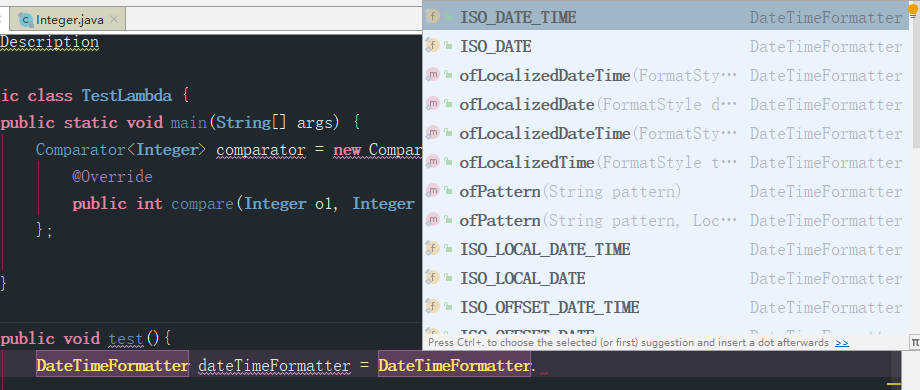 Integer.java
Description
ic class TestLambda {
public static void main(String[] args) {
Comparator<Integer> comparator = new Compar
@Override
public int compare(Integer o1, Integer
};
}
public void test(){
DateTimeFormatter dateTimeFormatter = DateTimeFormatter.
ISO_DATE_TIME DateTimeFormatter
ISO_DATE DateTimeFormatter
ofLocalizedDateTime(FormatSty… DateTimeFormatter
ofLocalizedDate(FormatStyle d… DateTimeFormatter
ofLocalizedDateTime(FormatSty… DateTimeFormatter
ofLocalizedTime(FormatStyle t… DateTimeFormatter
ofPattern(String pattern) DateTimeFormatter
ofPattern(String pattern, Loc… DateTimeFormatter
ISO_LOCAL_DATE_TIME DateTimeFormatter
ISO_LOCAL_DATE DateTimeFormatter
ISO_OFFSET_DATE_TIME DateTimeFormatter
ISO_OFFSET_DATE DateTimeFormatter
Press Ctrl+. to choose the selected (or first) suggestion and insert a dot afterwards >> π